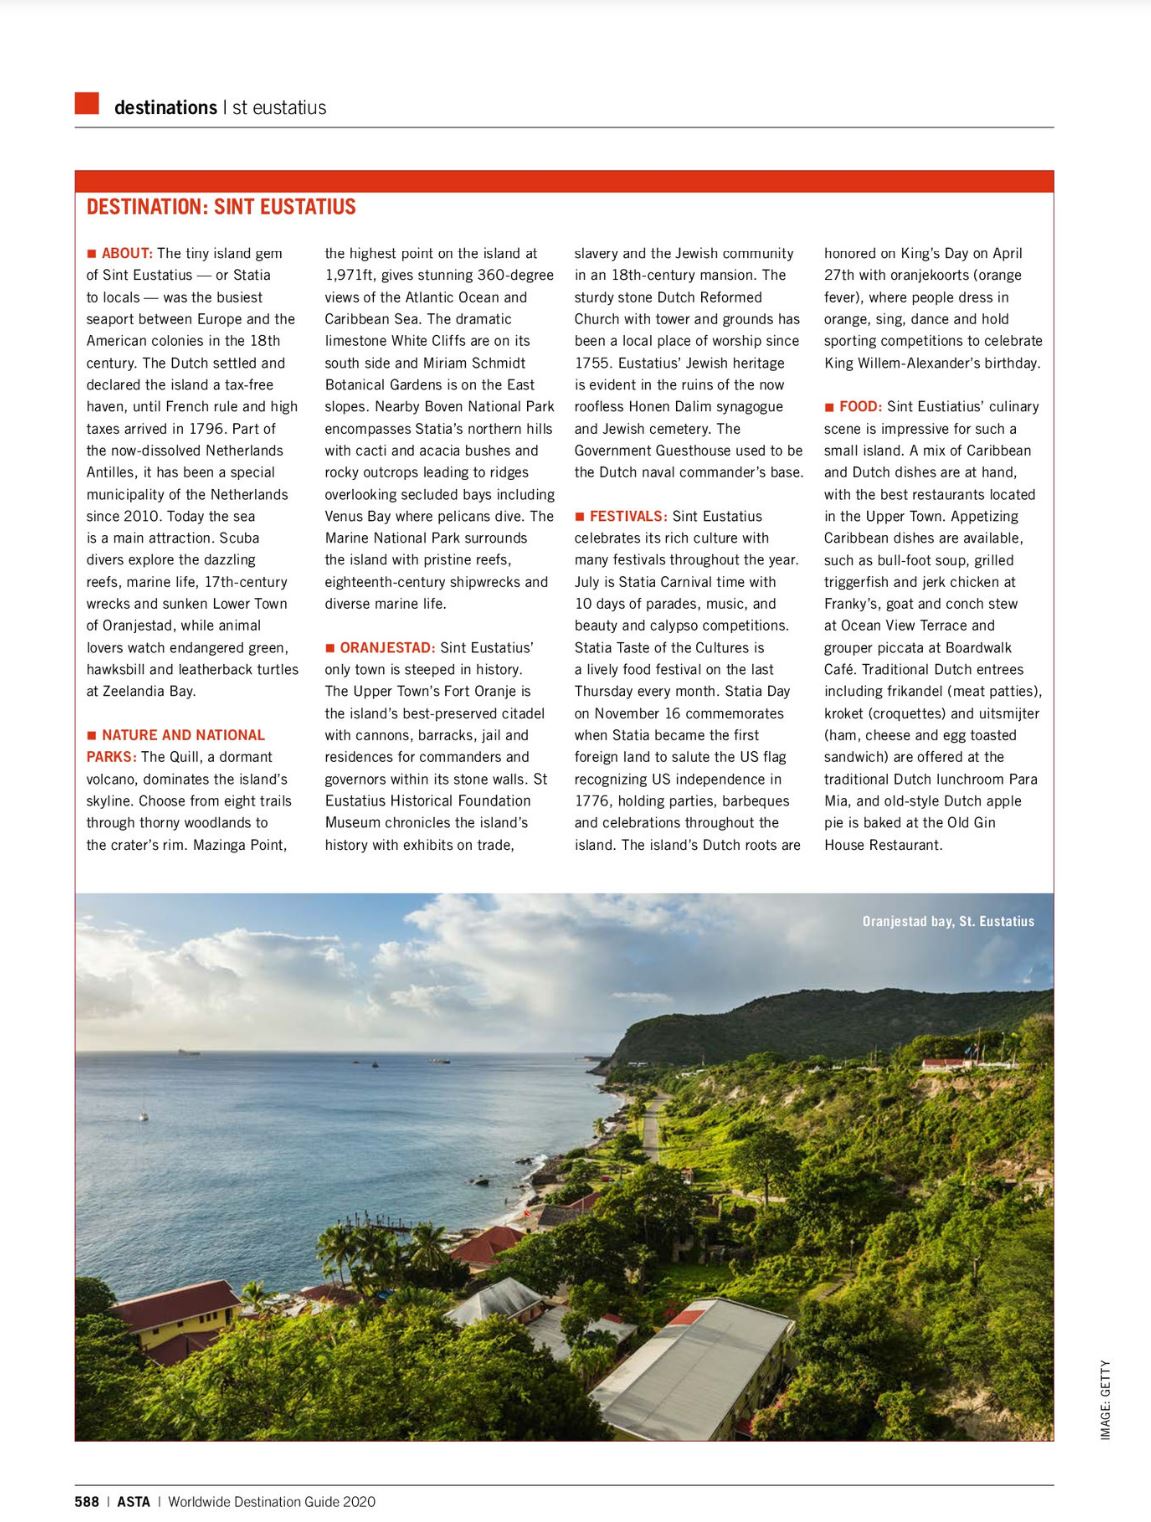 destinations | st eustatius
DESTINATION: SINT EUSTATIUS
■ ABOUT: The tiny island gem
of Sint Eustatius — or Statia
to locals — was the busiest
seaport between Europe and the
American colonies in the 18th
century. The Dutch settled and
declared the island a tax-free
haven, until French rule and high
taxes arrived in 1796. Part of
the now-dissolved Netherlands
Antilles, it has been a special
municipality of the Netherlands
since 2010. Today the sea
is a main attraction. Scuba
divers explore the dazzling
reefs, marine life, 17th-century
wrecks and sunken Lower Town
of Oranjestad, while animal
lovers watch endangered green,
hawksbill and leatherback turtles
at Zeelandia Bay.
■ NATURE AND NATIONAL
PARKS: The Quill, a dormant
volcano, dominates the island's
skyline. Choose from eight trails
through thorny woodlands to
the crater's rim. Mazinga Point,
the highest point on the island at
1,971ft, gives stunning 360-degree
views of the Atlantic Ocean and
Caribbean Sea. The dramatic
limestone White Cliffs are on its
south side and Miriam Schmidt
Botanical Gardens is on the East
slopes. Nearby Boven National Park
encompasses Statia's northern hills
with cacti and acacia bushes and
rocky outcrops leading to ridges
overlooking secluded bays including
Venus Bay where pelicans dive. The
Marine National Park surrounds
the island with pristine reefs,
eighteenth-century shipwrecks and
diverse marine life.
■ ORANJESTAD: Sint Eustatius'
only town is steeped in history.
The Upper Town's Fort Oranje is
the island's best-preserved citadel
with cannons, barracks, jail and
residences for commanders and
governors within its stone walls. St
Eustatius Historical Foundation
Museum chronicles the island's
history with exhibits on trade,
slavery and the Jewish community
in an 18th-century mansion. The
sturdy stone Dutch Reformed
Church with tower and grounds has
been a local place of worship since
1755. Eustatius' Jewish heritage
is evident in the ruins of the now
roofless Honen Dalim synagogue
and Jewish cemetery. The
Government Guesthouse used to be
the Dutch naval commander's base.
■ FESTIVALS: Sint Eustatius
celebrates its rich culture with
many festivals throughout the year.
July is Statia Carnival time with
10 days of parades, music, and
beauty and calypso competitions.
Statia Taste of the Cultures is
a lively food festival on the last
Thursday every month. Statia Day
on November 16 commemorates
when Statia became the first
foreign land to salute the US flag
recognizing US independence in
1776, holding parties, barbeques
and celebrations throughout the
island. The island's Dutch roots are
honored on King's Day on April
27th with oranjekoorts (orange
fever), where people dress in
orange, sing, dance and hold
sporting competitions to celebrate
King Willem-Alexander's birthday.
■ FOOD: Sint Eustiatius' culinary
scene is impressive for such a
small island. A mix of Caribbean
and Dutch dishes are at hand,
with the best restaurants located
in the Upper Town. Appetizing
Caribbean dishes are available,
such as bull-foot soup, grilled
triggerfish and jerk chicken at
Franky's, goat and conch stew
at Ocean View Terrace and
grouper piccata at Boardwalk
Café. Traditional Dutch entrees
including frikandel (meat patties),
kroket (croquettes) and uitsmijter
(ham, cheese and egg toasted
sandwich) are offered at the
traditional Dutch lunchroom Para
Mia, and old-style Dutch apple
pie is baked at the Old Gin
House Restaurant.
Oranjestad bay, St. Eustatius
IMAGE: GETTY
588 | ASTA | Worldwide Destination Guide 2020